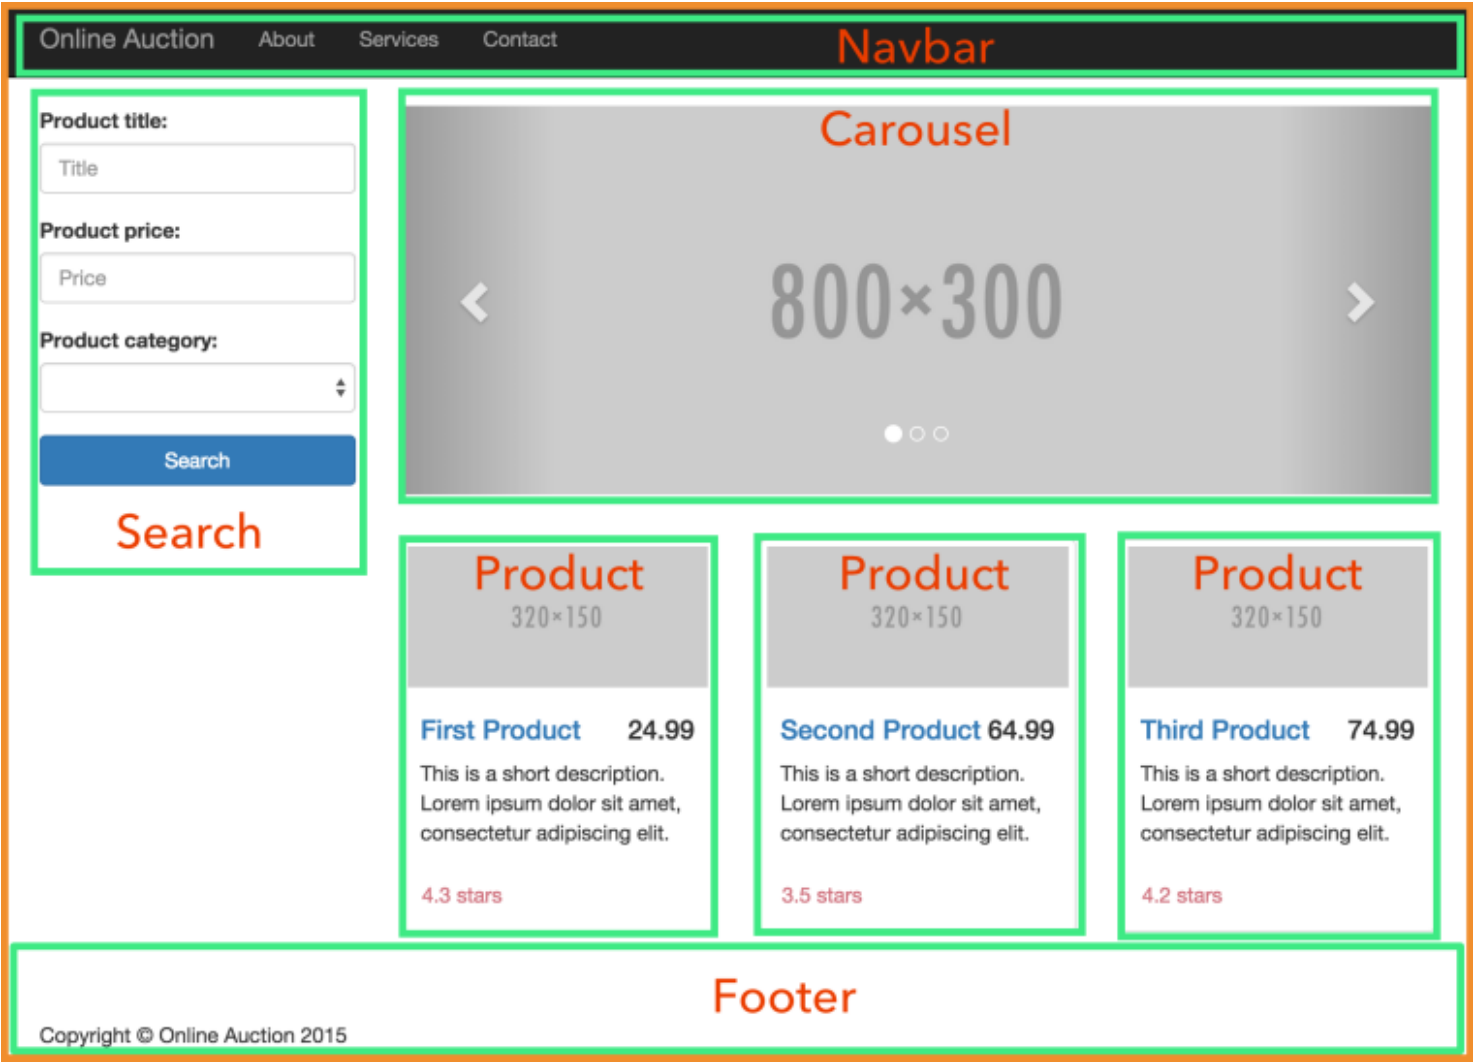 Online Auction About Services Contact Navbar
Product title:
Title
Product price:
Price
Product category:
Search
Search
Carousel
800×300
Product
320×150
First Product 24.99
This is a short description.
Lorem ipsum dolor sit amet,
consectetur adipiscing elit.
4.3 stars
Product
320×150
Second Product 64.99
This is a short description.
Lorem ipsum dolor sit amet,
consectetur adipiscing elit.
3.5 stars
Product
320×150
Third Product 74.99
This is a short description.
Lorem ipsum dolor sit amet,
consectetur adipiscing elit.
4.2 stars
Footer
Copyright © Online Auction 2015